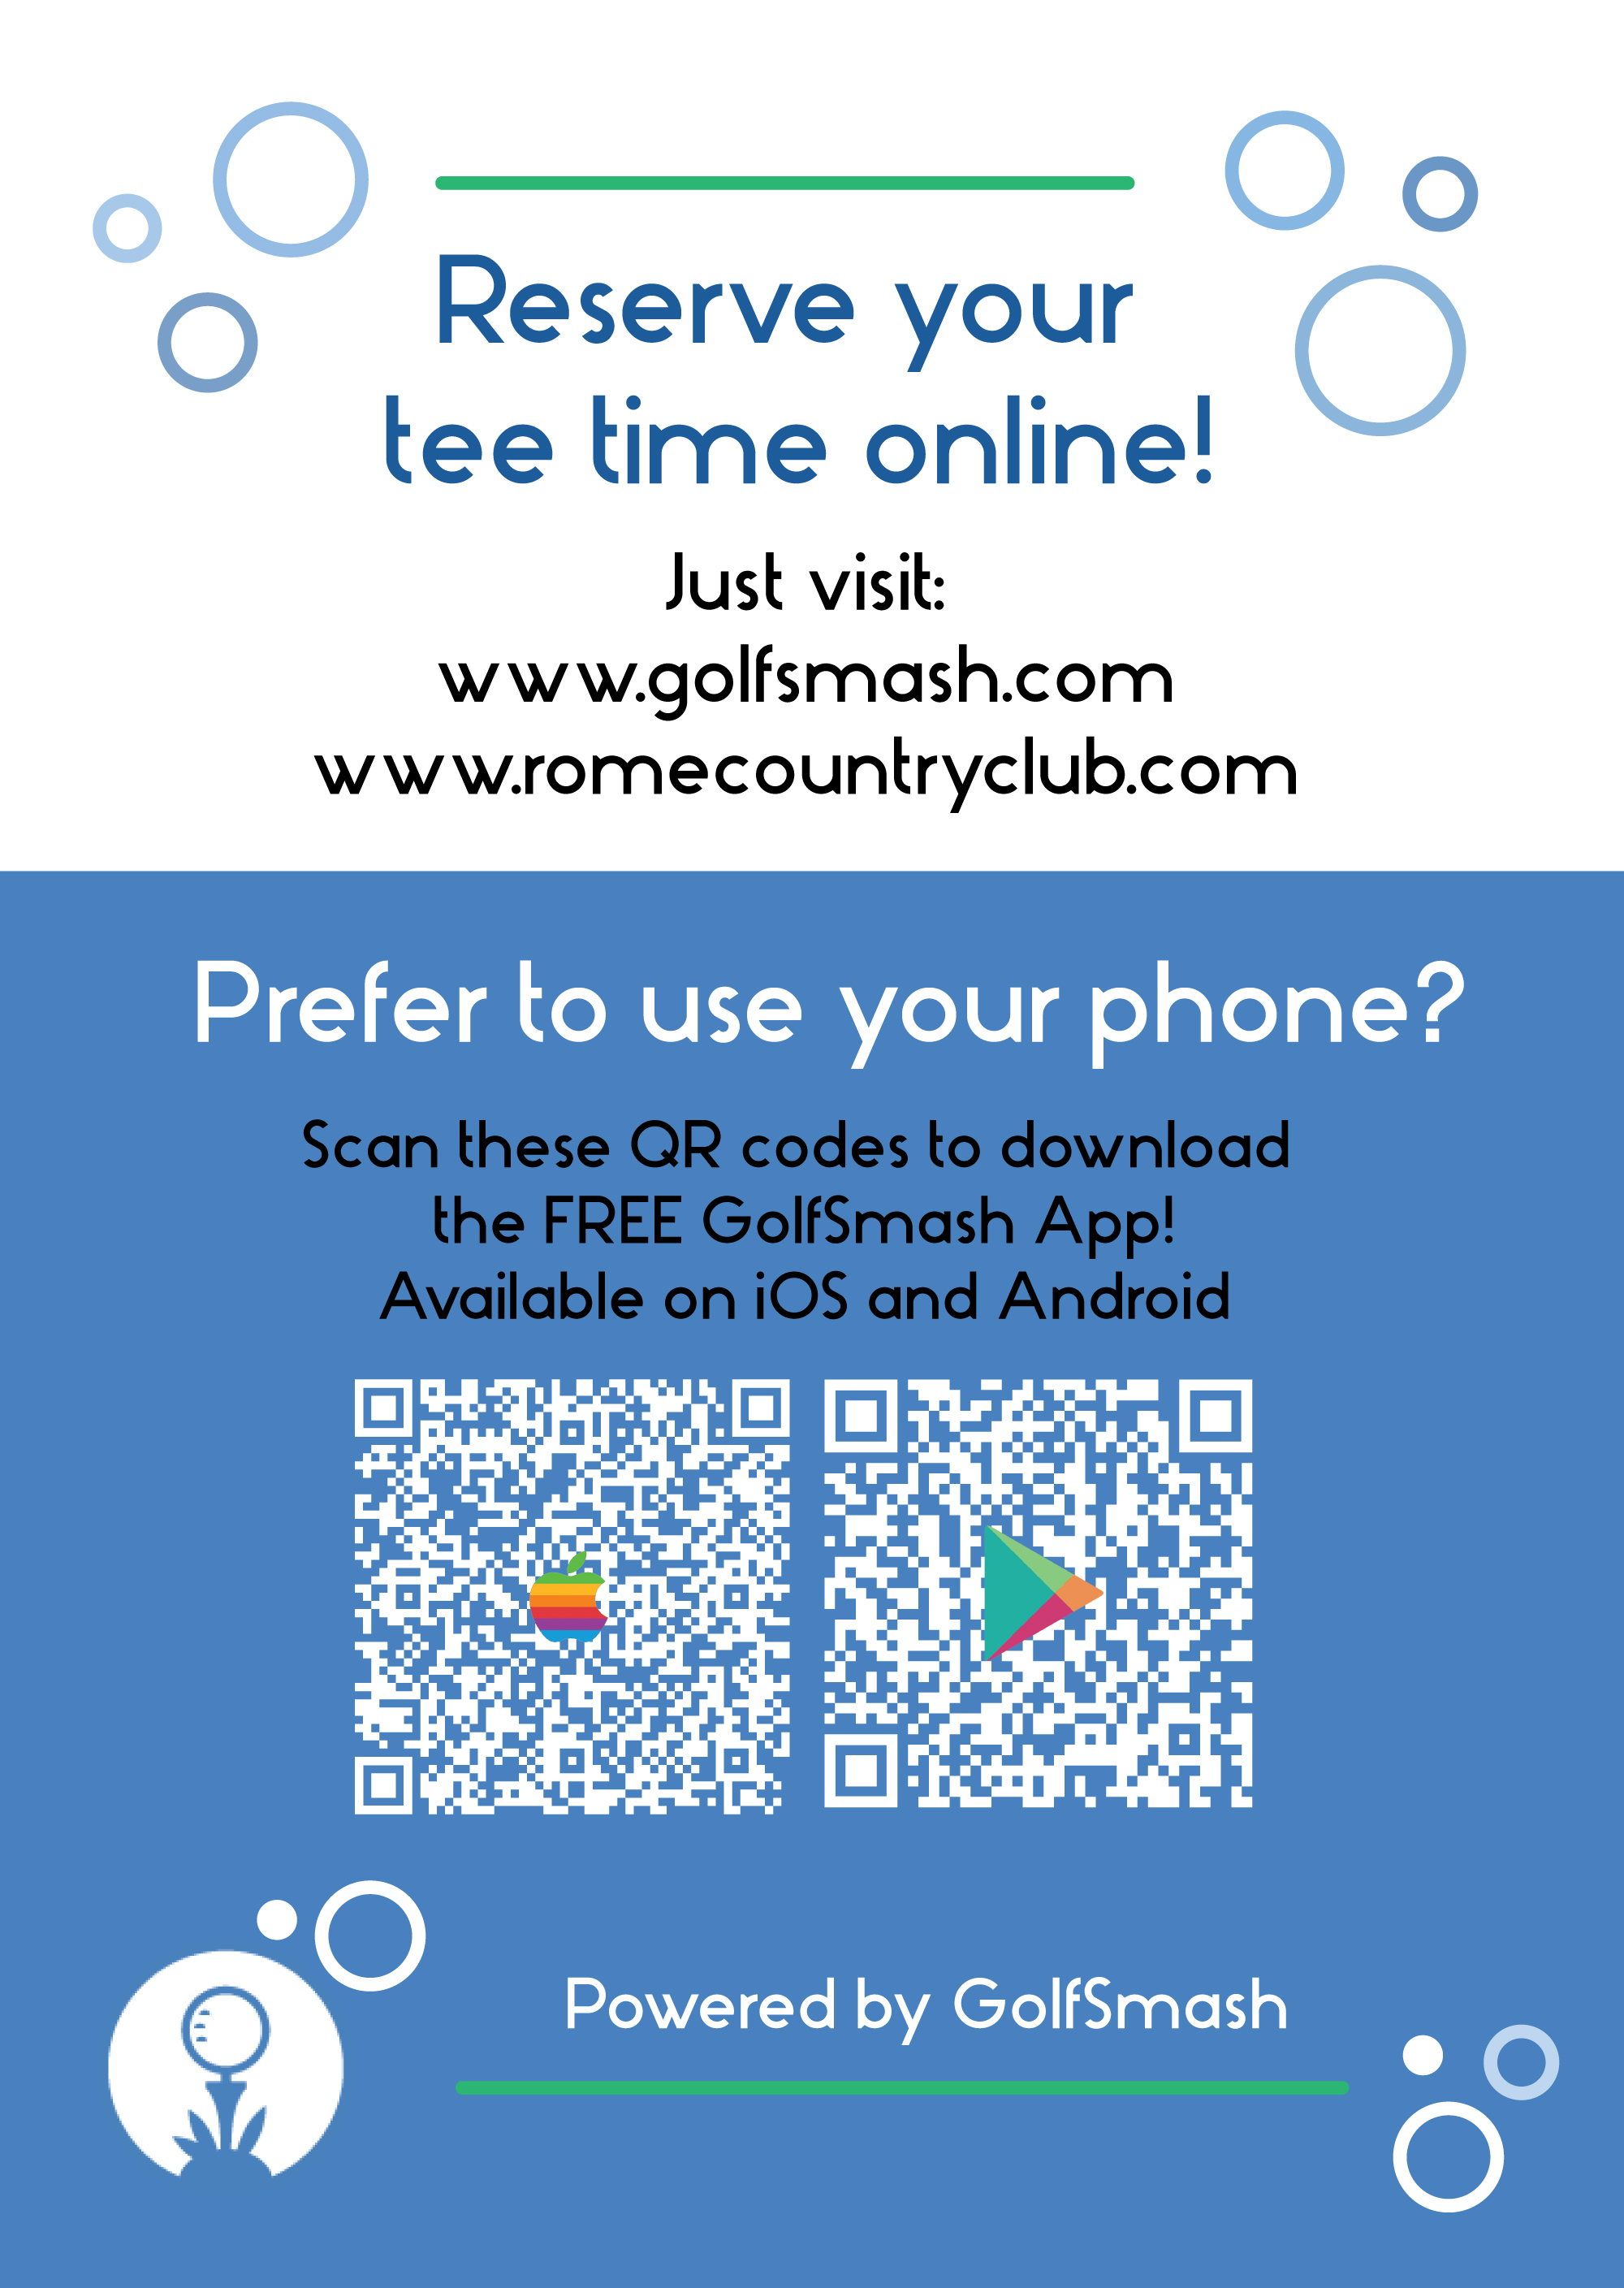 Reserve your
tee time online!
Just visit:
www.golfsmash.com
www.romecountryclub.com
Prefer to use your phone?
Scan these QR codes to download
the FREE GolfSmash App!
Available on iOS and Android
Powered by GolfSmash